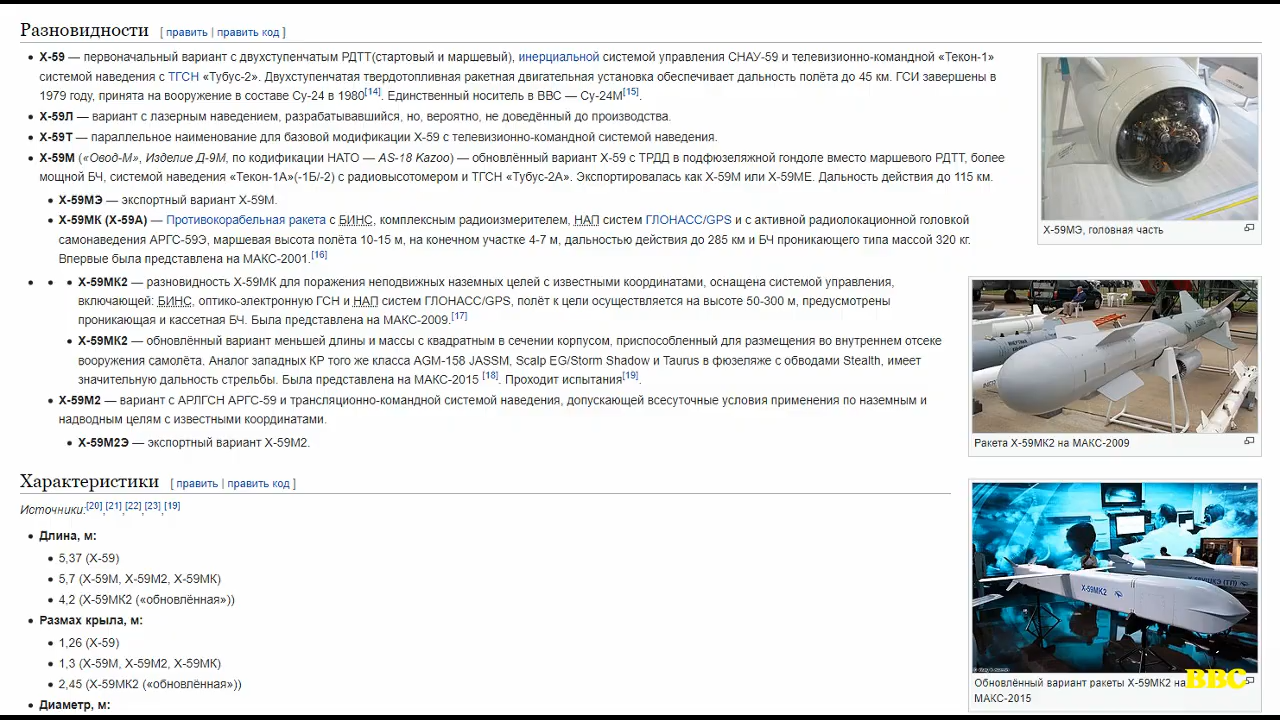 Разновидности [ править | править код ]
• Х-59 — первоначальный вариант с двухступенчатым РДТТ(стартовый и маршевый), инерциальной системой управления СНАУ-59 и телевизионно-командной «Текон-1»
системой наведения с ТГСН «Тубус-2». Двухступенчатая твердотопливная ракетная двигательная установка обеспечивает дальность полёта до 45 км. ГСИ завершены в
1979 году, принята на вооружение в составе Су-24 в 1980[14]. Единственный носитель в ВВС — Су-24М[15].
• Х-59Л — вариант с лазерным наведением, разрабатывавшийся, но, вероятно, не доведённый до производства.
• Х-59Т — параллельное наименование для базовой модификации Х-59 с телевизионно-командной системой наведения.
• Х-59М («Овод-М», Изделие Д-9М, по кодификации НАТО — AS-18 Kazoo) — обновлённый вариант Х-59 с ТРДД в подфюзеляжной гондоле вместо маршевого РДТТ, более
мощной БЧ, системой наведения «Текон-1А»(-1Б/-2) с радиовысотомером и ТГСН «Тубус-2А». Экспортировалась как Х-59М или Х-59МЕ. Дальность действия до 115 км.
• Х-59МЭ — экспортный вариант Х-59М.
• Х-59МК (Х-59А) — Противокорабельная ракета с БИНС, комплексным радиоизмерителем, НАП систем ГЛОНАСС/GPS и с активной радиолокационной головкой
самонаведения АРГС-59Э, маршевая высота полёта 10-15 м, на конечном участке 4-7 м, дальностью действия до 285 км и БЧ проникающего типа массой 320 кг.
Впервые была представлена на МАКС-2001.[16]
• • • Х-59МК2 — разновидность Х-59МК для поражения неподвижных наземных целей с известными координатами, оснащена системой управления,
включающей: БИНС, оптико-электронную ГСН и НАП систем ГЛОНАСС/GPS, полёт к цели осуществляется на высоте 50-300 м, предусмотрены
проникающая и кассетная БЧ. Была представлена на МАКС-2009.[17]
• Х-59МК2 — обновлённый вариант меньшей длины и массы с квадратным в сечении корпусом, приспособленный для размещения во внутреннем отсеке
вооружения самолёта. Аналог западных КР того же класса AGM-158 JASSM, Scalp EG/Storm Shadow и Taurus в фюзеляже с обводами Stealth, имеет
значительную дальность стрельбы. Была представлена на МАКС-2015 [18]. Проходит испытания[19].
• Х-59М2 — вариант с АРЛГСН АРГС-59 и трансляционно-командной системой наведения, допускающей всесуточные условия применения по наземным и
надводным целям с известными координатами.
• Х-59М2Э — экспортный вариант Х-59М2.
Характеристики [ править | править код ]
Источники:[20],[21],[22],[23],[19]
• Длина, м:
• 5,37 (Х-59)
• 5,7 (Х-59М, Х-59М2, Х-59МК)
• 4,2 (Х-59МК2 («обновлённая»))
• Размах крыла, м:
• 1,26 (Х-59)
• 1,3 (Х-59М, Х-59М2, Х-59МК)
• 2,45 (Х-59МК2 («обновлённая»))
• Диаметр, м:
Х-59МЭ, головная часть
Ракета Х-59МК2 на МАКС-2009
Х-59МК2
Обновлённый вариант ракеты Х-59МК2 на
МАКС-2015
BBC